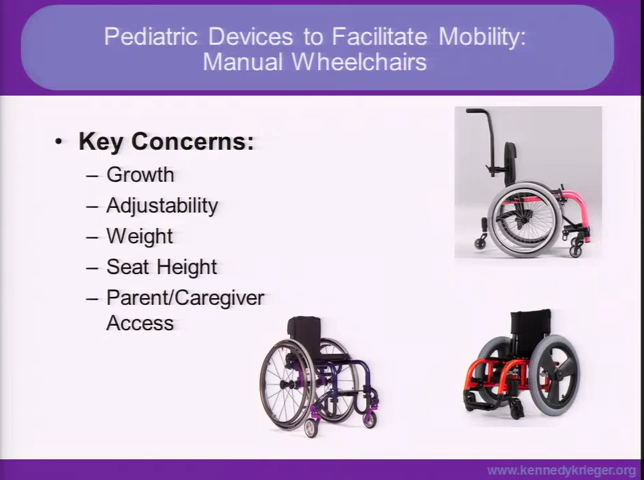 Pediatric Devices to Facilitate Mobility:
Manual Wheelchairs
• Key Concerns:
– Growth
– Adjustability
– Weight
– Seat Height
– Parent/Caregiver
Access
www.kennedykrieger.org